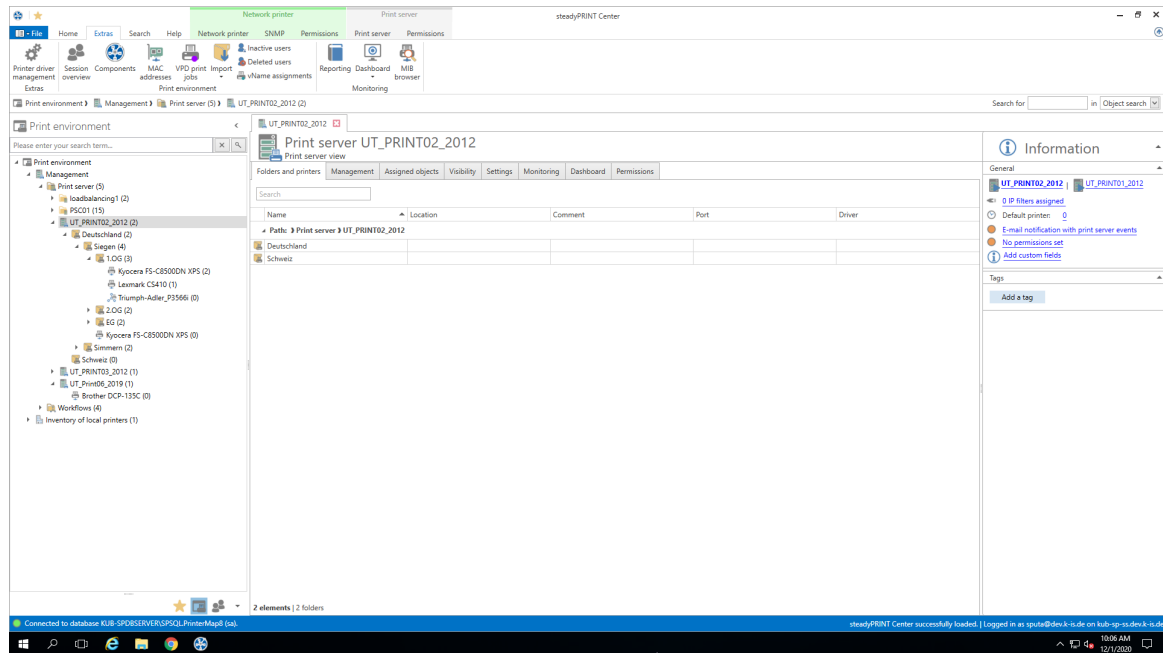 Network printer
Print server
steadyPRINT Center
File Home Extras Search Help Network printer SNMP Permissions Print server Permissions
Printer driver management
Session overview
Components
MAC addresses
VPD print jobs
Import
Inactive users
Deleted users
vName assignments
Reporting
Dashboard
MIB browser
Extras
Print environment
Monitoring
Print environment Management Print server (5) UT_PRINT02_2012 (2)
Search for
in Object search
Print environment
Please enter your search term...
Print environment
Management
Print server (5)
loadbalancing1 (2)
PSC01 (15)
UT_PRINT02_2012 (2)
Deutschland (2)
Siegen (4)
1.OG (3)
Kyocera FS-C8500DN XPS (2)
Lexmark CS410 (1)
Triumph-Adler_P3566i (0)
2.OG (2)
EG (2)
Kyocera FS-C8500DN XPS (0)
Simmern (2)
Schweiz (0)
UT_PRINT03_2012 (1)
UT_Print06_2019 (1)
Brother DCP-135C (0)
Workflows (4)
Inventory of local printers (1)
UT_PRINT02_2012
Print server UT_PRINT02_2012
Print server view
Folders and printers Management Assigned objects Visibility Settings Monitoring Dashboard Permissions
Search
Name Location Comment Port Driver
Path: Print server UT_PRINT02_2012
Deutschland
Schweiz
2 elements | 2 folders
Information
General
UT_PRINT02_2012 | UT_PRINT01_2012
0 IP filters assigned
Default printer: 0
E-mail notification with print server events
No permissions set
Add custom fields
Tags
Add a tag
Connected to database KUB-SPDBSERVER\SPSQL.PrinterMap8 (sa).
steadyPRINT Center successfully loaded. | Logged in as sputa@dev.k-is.de on kub-sp-ss.dev.k-is.de
10:06 AM
12/1/2020